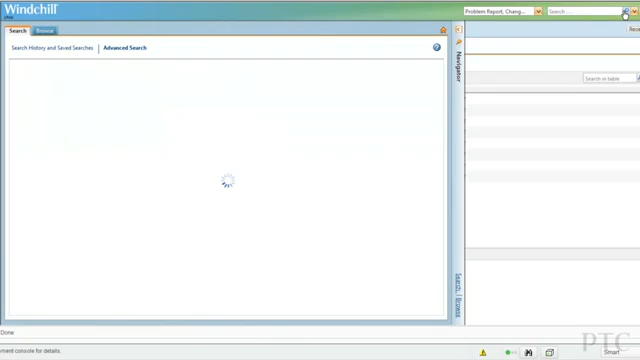 Windchill
Problem Report, Chang...
Search ...
Search
Browse
Search History and Saved Searches
Advanced Search
Navigator
Search in table
Search
Browse
Done
ment console for details.
PTC
Smart